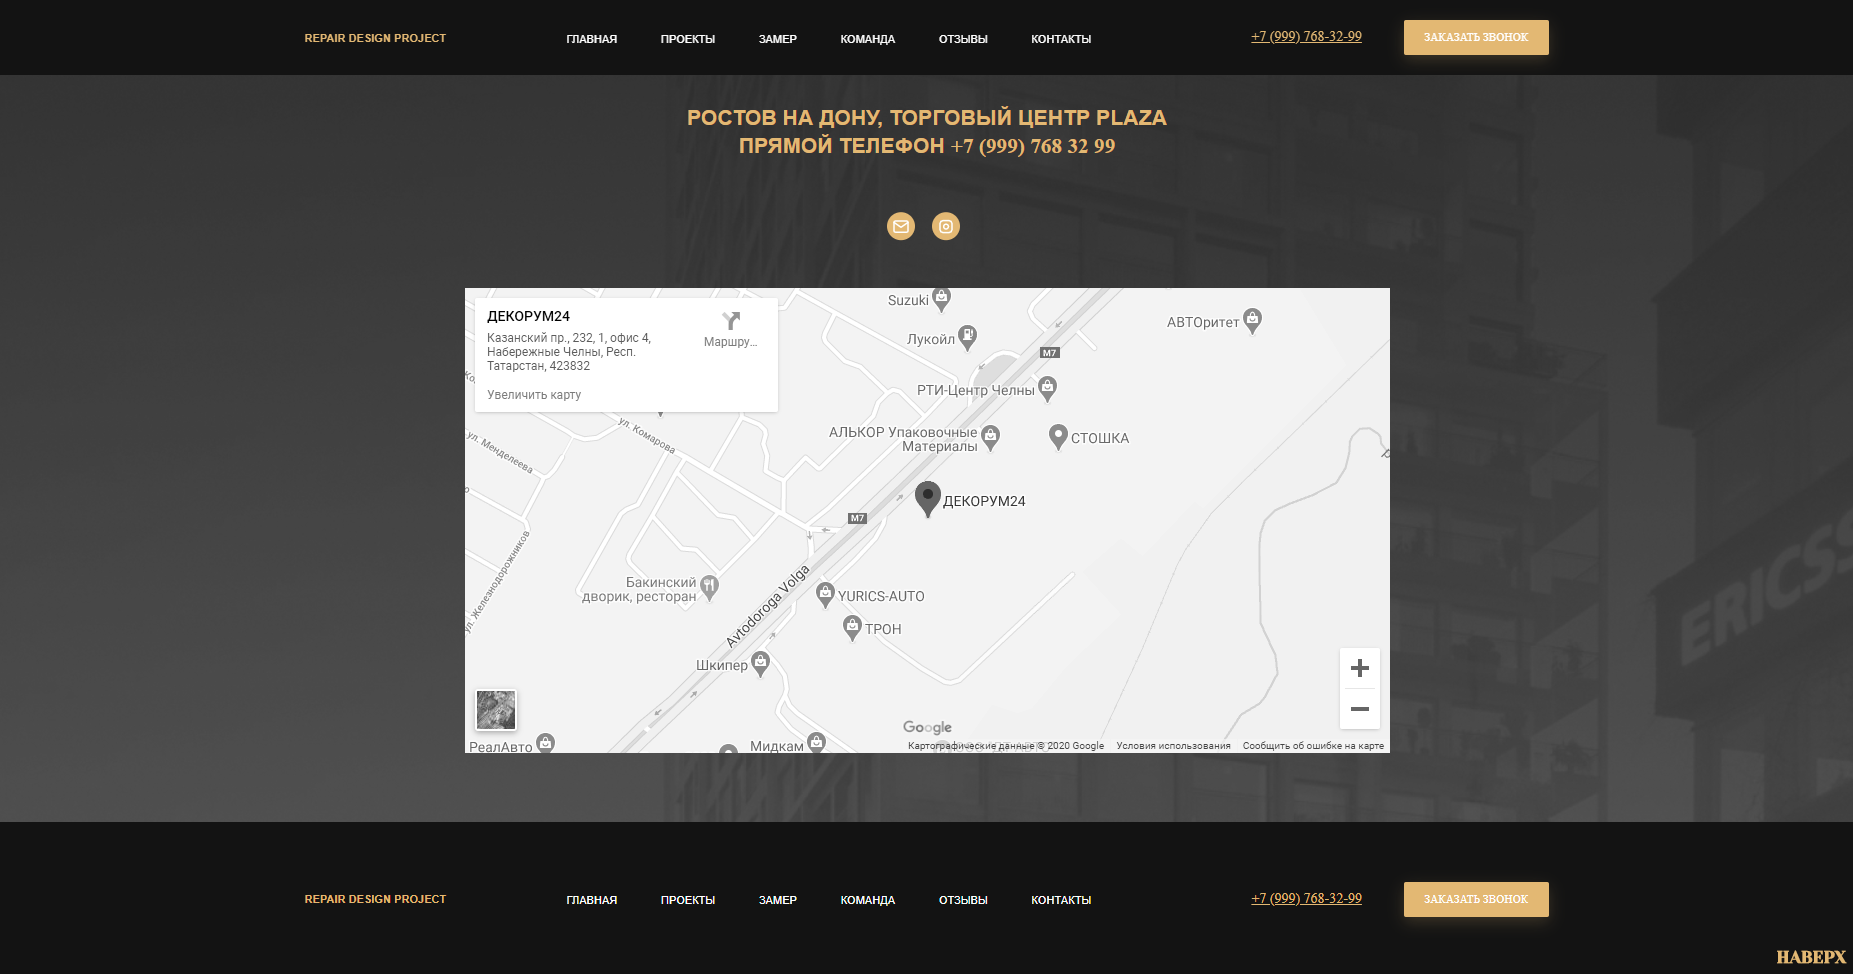 REPAIR DESIGN PROJECT
ГЛАВНАЯ
ПРОЕКТЫ
ЗАМЕР
КОМАНДА
ОТЗЫВЫ
КОНТАКТЫ
+7 (999) 768-32-99
ЗАКАЗАТЬ ЗВОНОК
РОСТОВ НА ДОНУ, ТОРГОВЫЙ ЦЕНТР PLAZA
ПРЯМОЙ ТЕЛЕФОН +7 (999) 768 32 99
ДЕКОРУМ24
Казанский пр., 232, 1, офис 4,
Набережные Челны, Респ.
Татарстан, 423832
Маршру...
Увеличить карту
Suzuki
Лукойл
АВТОритет
M7
РТИ-Центр Челны
ул. Комарова
АЛЬКОР Упаковочные
Материалы
СТОШКА
ул. Менделеева
ДЕКОРУМ24
M7
ул. Железнодорожников
Бакинский
дворик, ресторан
Avtodoroga Volga
YURICS-AUTO
ТРОН
Шкипер
ERICSS
РеалАвто
Мидкам
Google
Картографические данные © 2020 Google
Условия использования
Сообщить об ошибке на карте
REPAIR DESIGN PROJECT
ГЛАВНАЯ
ПРОЕКТЫ
ЗАМЕР
КОМАНДА
ОТЗЫВЫ
КОНТАКТЫ
+7 (999) 768-32-99
ЗАКАЗАТЬ ЗВОНОК
НАВЕРХ